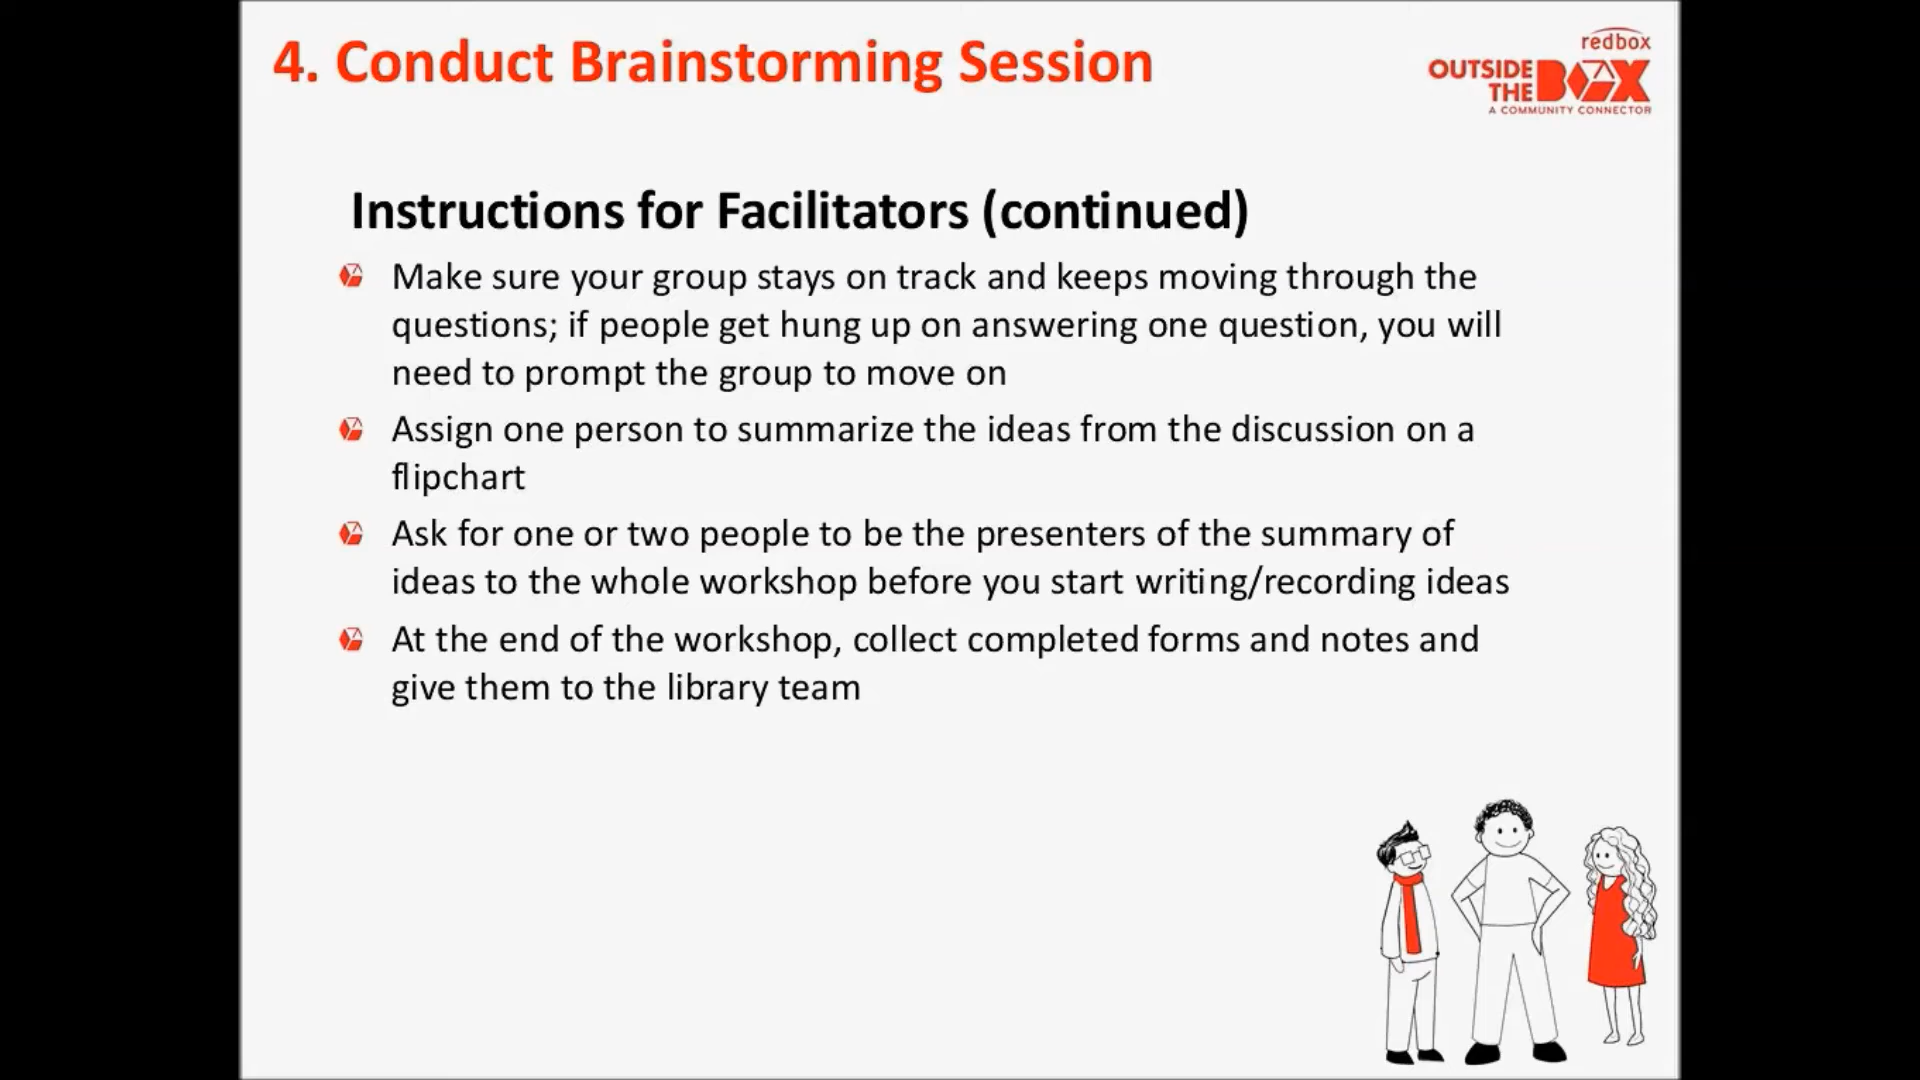 4. Conduct Brainstorming Session
redbox
OUTSIDE
THE BOX
A COMMUNITY CONNECTOR
Instructions for Facilitators (continued)
Make sure your group stays on track and keeps moving through the
questions; if people get hung up on answering one question, you will
need to prompt the group to move on
Assign one person to summarize the ideas from the discussion on a
flipchart
Ask for one or two people to be the presenters of the summary of
ideas to the whole workshop before you start writing/recording ideas
At the end of the workshop, collect completed forms and notes and
give them to the library team